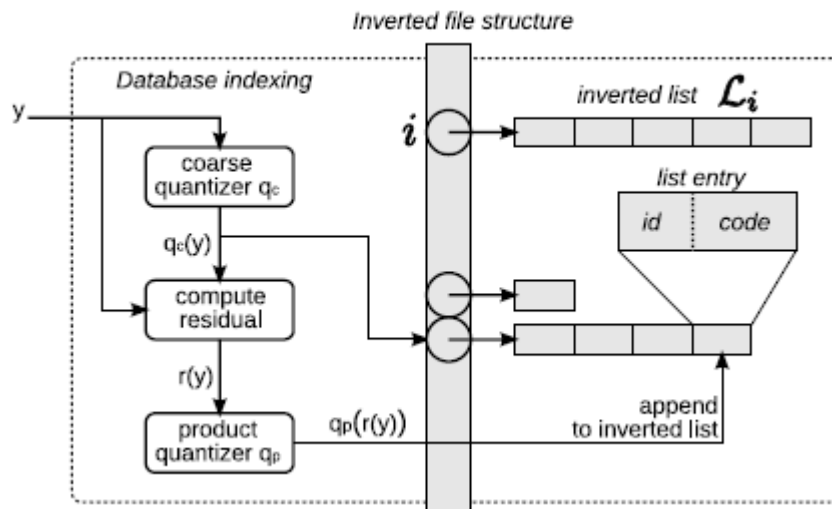 Inverted file structure
Database indexing
y
coarse
quantizer qc
qc(y)
compute
residual
r(y)
product
quantizer qp
qp(r(y))
i
inverted list ℒi
list entry
id code
append
to inverted list